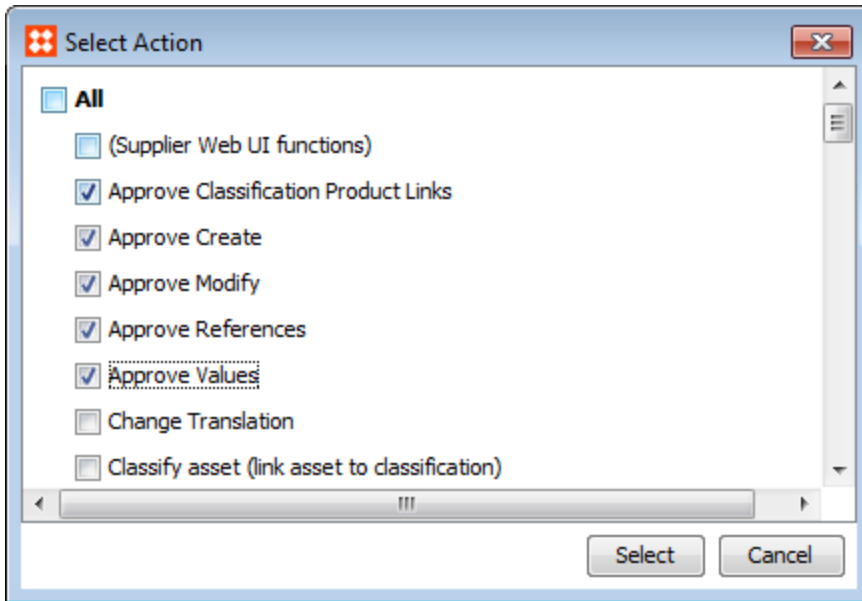 Select Action
All
(Supplier Web UI functions)
Approve Classification Product Links
Approve Create
Approve Modify
Approve References
Approve Values
Change Translation
Classify asset (link asset to classification)
Select
Cancel